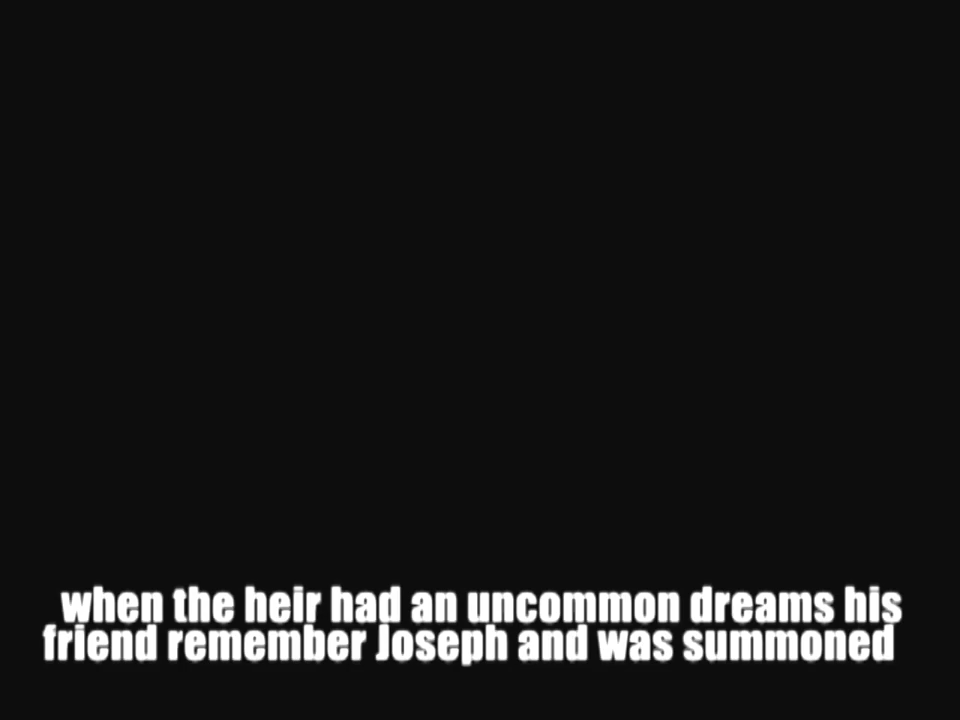 when the heir had an uncommon dreams his
friend remember Joseph and was summoned